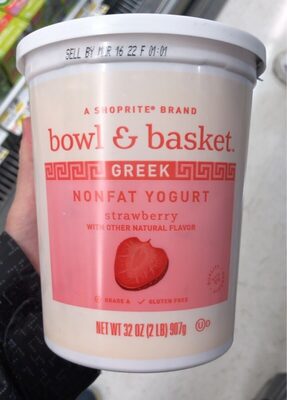 SELL BY MAR 16 22 F 01:01
A SHOPRITE® BRAND
bowl & basket.
GREEK
NONFAT YOGURT
strawberry
WITH OTHER NATURAL FLAVOR
GRADE A ✓ GLUTEN FREE
NET WT 32 OZ (2 LB) 907g U D